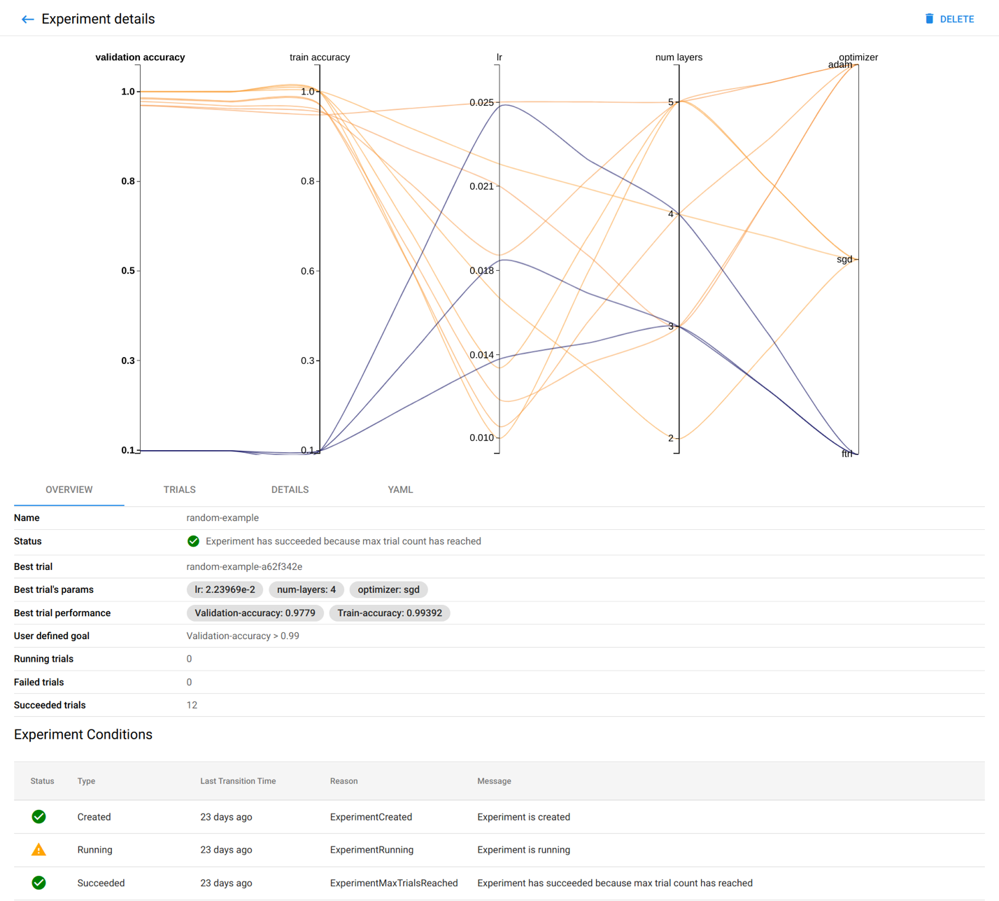 Experiment details
DELETE
validation accuracy train accuracy lr num layers optimizer
adam
1.0 1.0
0.025 5
0.8 0.8
0.021
4
sgd
0.5 0.6 0.018
3
0.3 0.3 0.014
0.010 2
0.1 0.1
ftrl
OVERVIEW TRIALS DETAILS YAML
Name random-example
Status Experiment has succeeded because max trial count has reached
Best trial random-example-a62f342e
Best trial's params lr: 2.23969e-2 num-layers: 4 optimizer: sgd
Best trial performance Validation-accuracy: 0.9779 Train-accuracy: 0.99392
User defined goal Validation-accuracy > 0.99
Running trials 0
Failed trials 0
Succeeded trials 12
Experiment Conditions
Status Type Last Transition Time Reason Message
Created 23 days ago ExperimentCreated Experiment is created
Running 23 days ago ExperimentRunning Experiment is running
Succeeded 23 days ago ExperimentMaxTrialsReached Experiment has succeeded because max trial count has reached